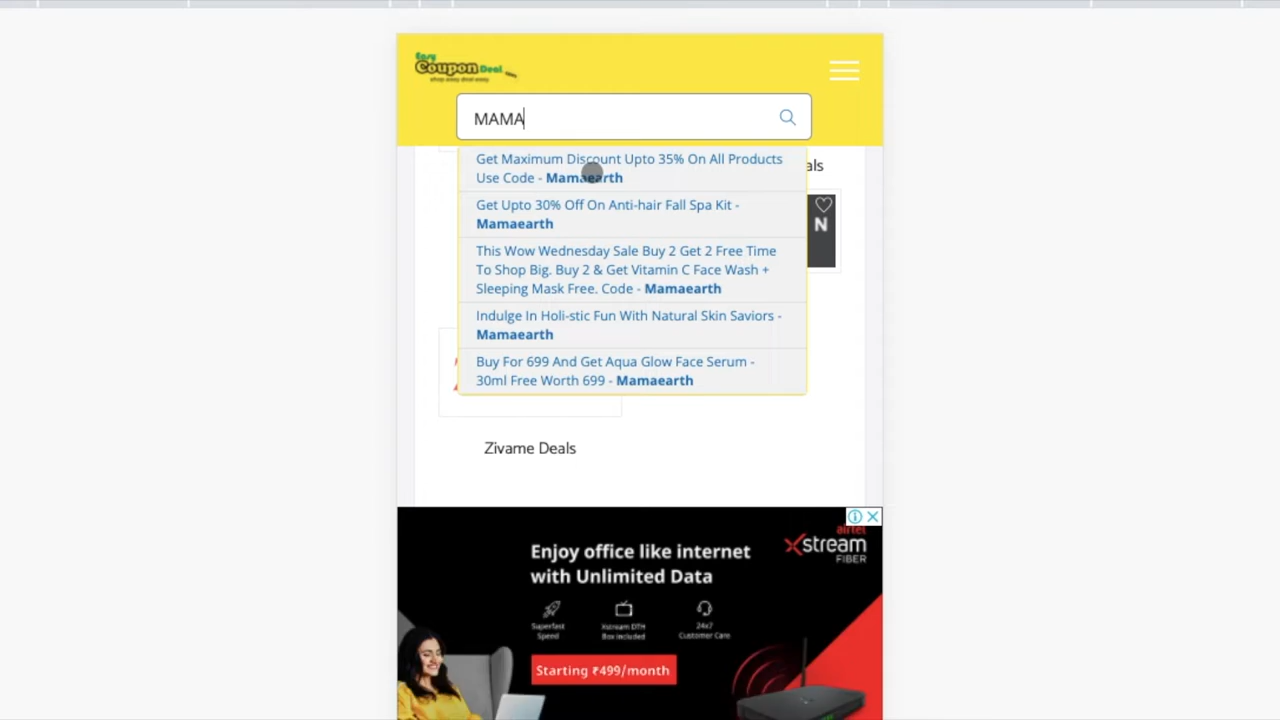 Easy
Coupon Deal
shop easy deal easy
MAMA
Get Maximum Discount Upto 35% On All Products
Use Code - Mamaearth
als
Get Upto 30% Off On Anti-hair Fall Spa Kit -
Mamaearth
N
This Wow Wednesday Sale Buy 2 Get 2 Free Time
To Shop Big. Buy 2 & Get Vitamin C Face Wash +
Sleeping Mask Free. Code - Mamaearth
Indulge In Holi-stic Fun With Natural Skin Saviors -
Mamaearth
Buy For 699 And Get Aqua Glow Face Serum -
30ml Free Worth 699 - Mamaearth
Zivame Deals
Enjoy office like internet
with Unlimited Data
airtel
Xstream
FIBER
Superfast
Speed
Xstream DTH
Box included
24x7
Customer Care
Starting ₹499/month